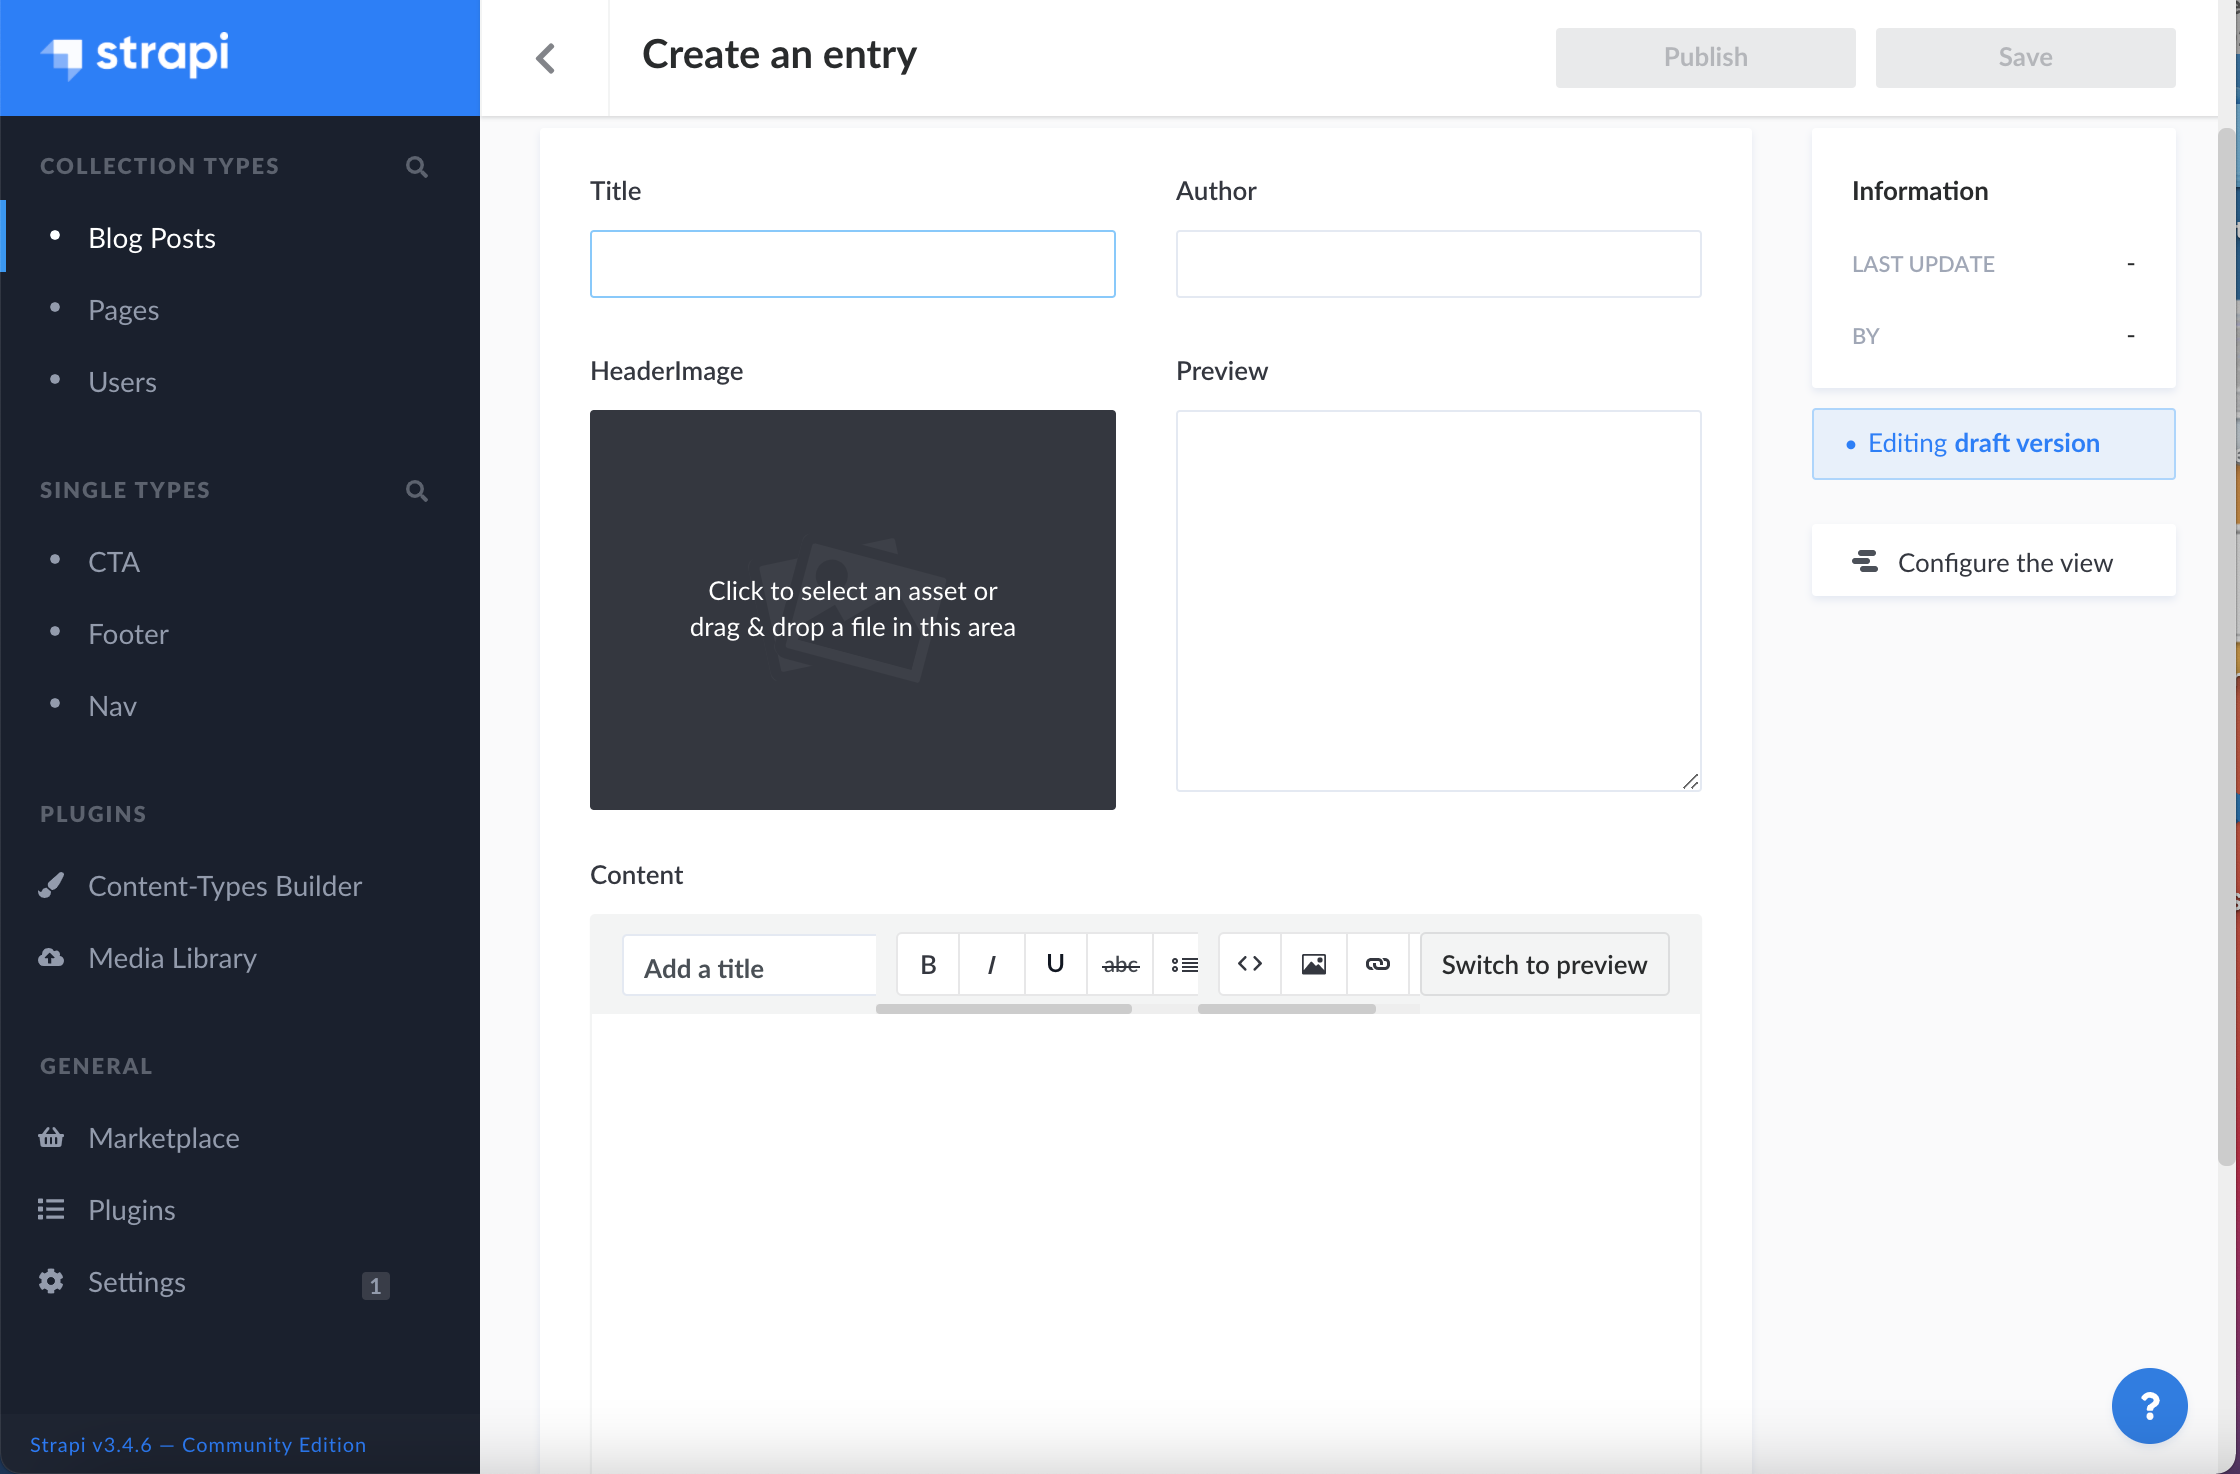 strapi
Create an entry
Publish
Save
COLLECTION TYPES
Blog Posts
Pages
Users
SINGLE TYPES
CTA
Footer
Nav
PLUGINS
Content-Types Builder
Media Library
GENERAL
Marketplace
Plugins
Settings
1
Strapi v3.4.6 — Community Edition
Title
Author
HeaderImage
Click to select an asset or
drag & drop a file in this area
Preview
Content
Add a title
B
I
U
abc
Switch to preview
Information
LAST UPDATE
-
BY
-
Editing draft version
Configure the view
?